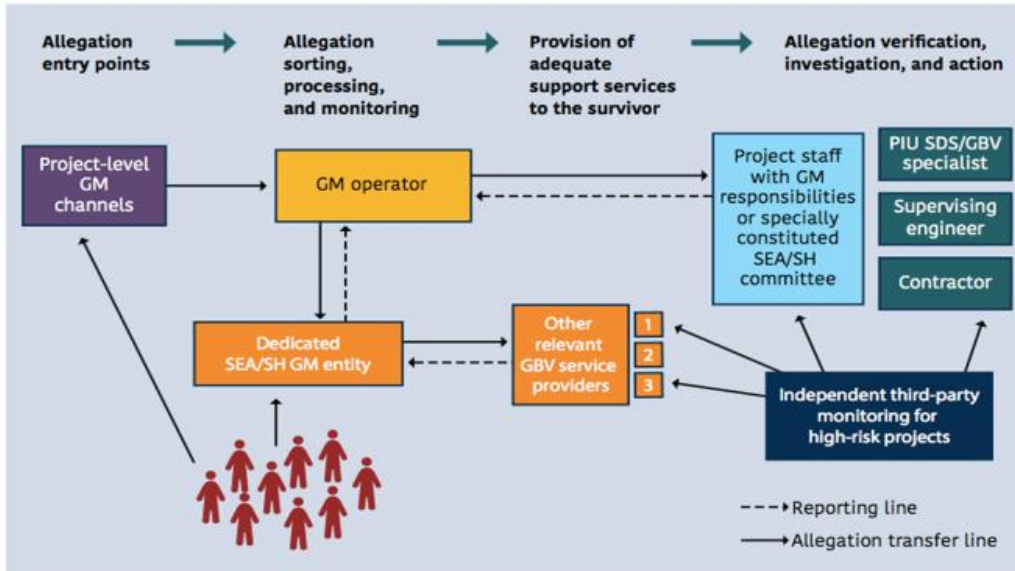 Allegation
entry points
Allegation
sorting,
processing,
and monitoring
Provision of
adequate
support services
to the survivor
Allegation verification,
investigation, and action
Project-level
GM
channels
GM operator
Project staff
with GM
responsibilities
or specially
constituted
SEA/SH
committee
PIU SDS/GBV
specialist
Supervising
engineer
Contractor
Dedicated
SEA/SH GM entity
Other
relevant
GBV service
providers
1
2
3
Independent third-party
monitoring for
high-risk projects
Reporting line
Allegation transfer line